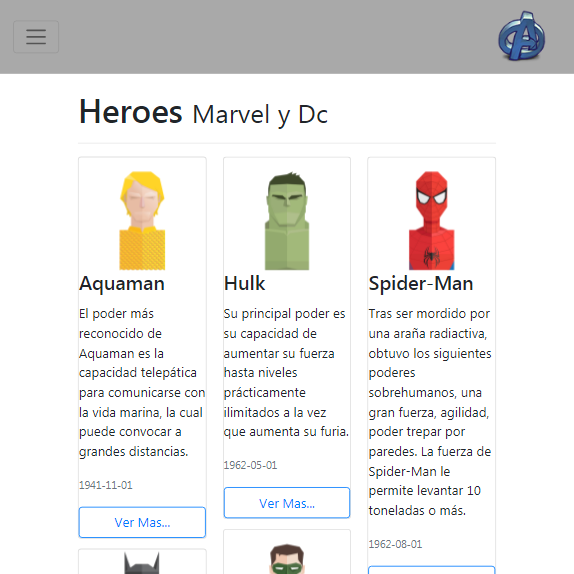 Heroes Marvel y Dc
Aquaman
El poder más
reconocido de
Aquaman es la
capacidad telepática
para comunicarse con
la vida marina, la cual
puede convocar a
grandes distancias.
1941-11-01
Ver Mas...
Hulk
Su principal poder es
su capacidad de
aumentar su fuerza
hasta niveles
prácticamente
ilimitados a la vez
que aumenta su furia.
1962-05-01
Ver Mas...
Spider-Man
Tras ser mordido por
una araña radiactiva,
obtuvo los siguientes
poderes
sobrehumanos, una
gran fuerza, agilidad,
poder trepar por
paredes. La fuerza de
Spider-Man le
permite levantar 10
toneladas o más.
1962-08-01